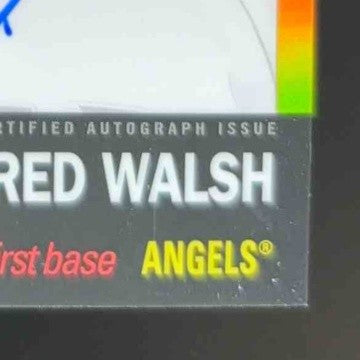 RTIFIED AUTOGRAPH ISSUE
RED WALSH
irst base ANGELS®